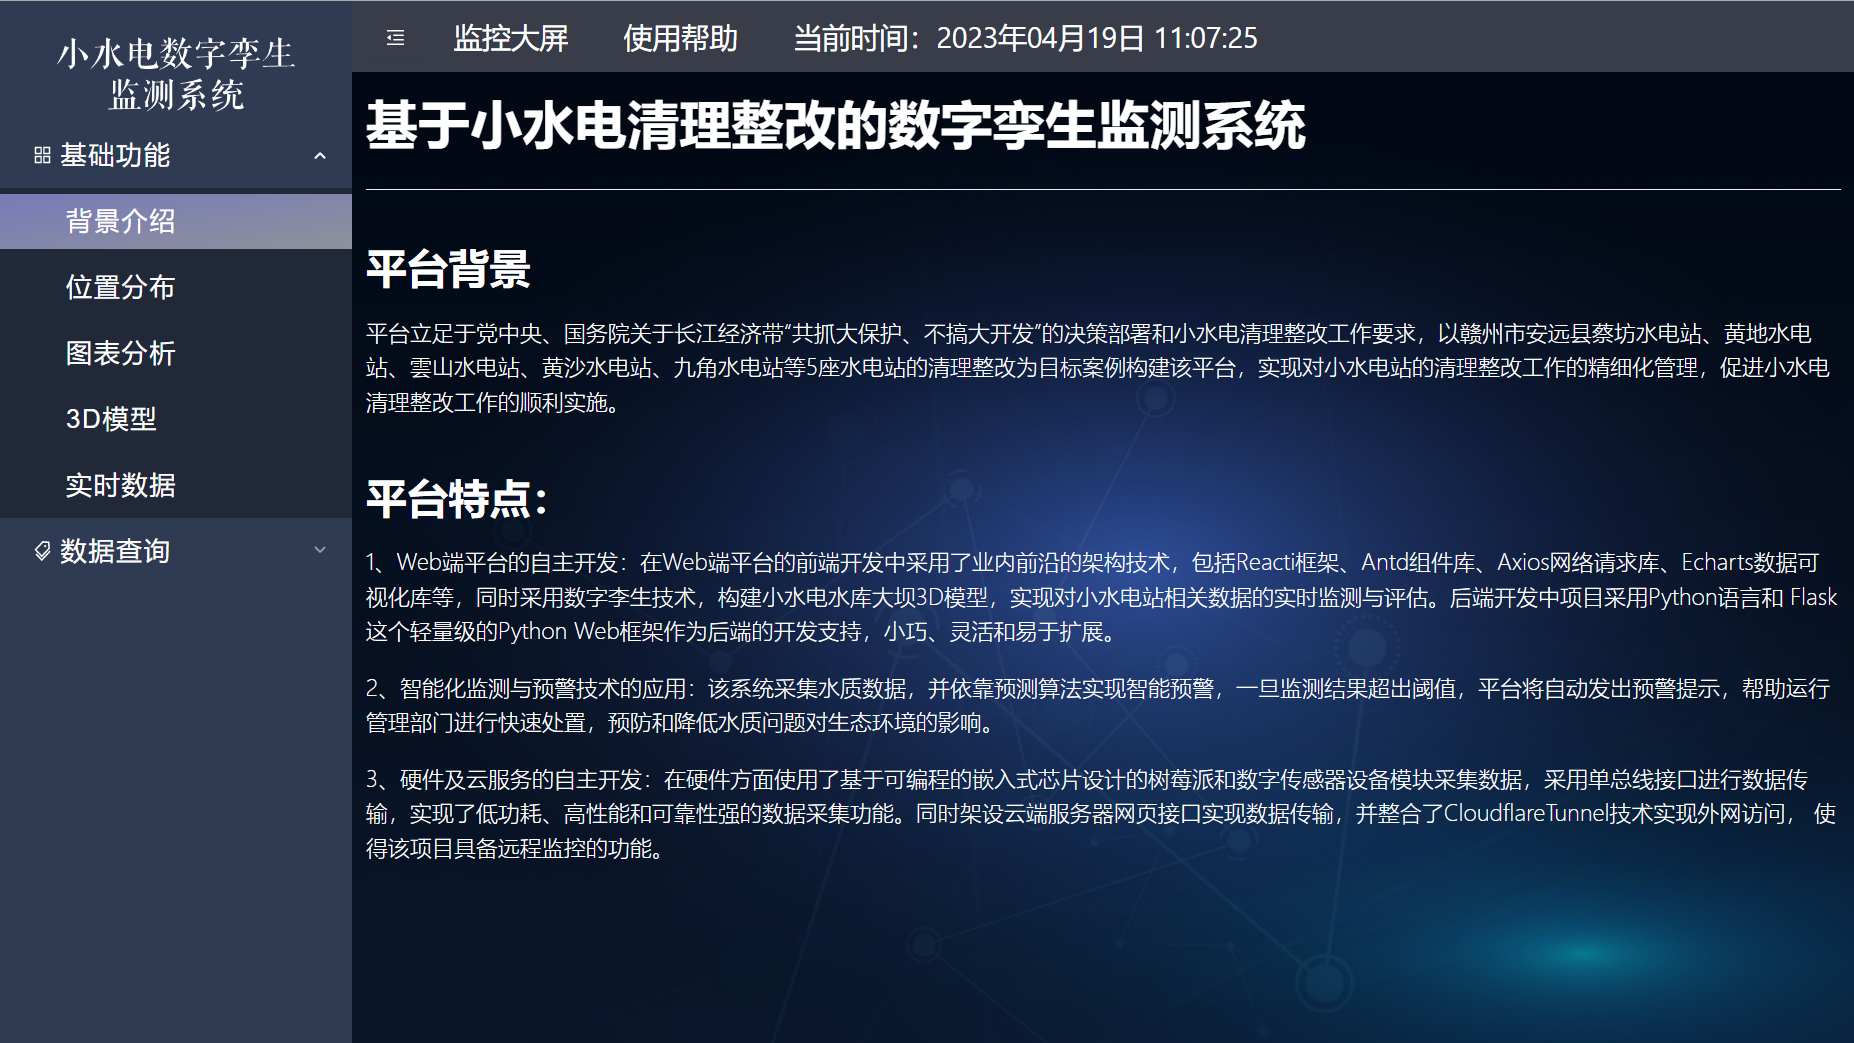 小水电数字孪生
监测系统
基础功能
背景介绍
位置分布
图表分析
3D模型
实时数据
数据查询
监控大屏 使用帮助 当前时间：2023年04月19日 11:07:25
基于小水电清理整改的数字孪生监测系统
平台背景
平台立足于党中央、国务院关于长江经济带“共抓大保护、不搞大开发”的决策部署和小水电清理整改工作要求，以赣州市安远县蔡坊水电站、黄地水电
站、雲山水电站、黄沙水电站、九角水电站等5座水电站的清理整改为目标案例构建该平台，实现对小水电站的清理整改工作的精细化管理，促进小水电
清理整改工作的顺利实施。
平台特点：
1、Web端平台的自主开发：在Web端平台的前端开发中采用了业内前沿的架构技术，包括Reacti框架、Antd组件库、Axios网络请求库、Echarts数据可
视化库等，同时采用数字李生技术，构建小水电水库大坝3D模型，实现对小水电站相关数据的实时监测与评估。后端开发中项目采用Python语言和 Flask
这个轻量级的Python Web框架作为后端的开发支持，小巧、灵活和易于扩展。
2、智能化监测与预警技术的应用：该系统采集水质数据，并依靠预测算法实现智能预警，一旦监测结果超出阈值，平台将自动发出预警提示，帮助运行
管理部门进行快速处置，预防和降低水质问题对生态环境的影响。
3、硬件及云服务的自主开发：在硬件方面使用了基于可编程的嵌入式芯片设计的树莓派和数字传感器设备模块采集数据，采用单总线接口进行数据传
输，实现了低功耗、高性能和可靠性强的数据采集功能。同时架设云端服务器网页接口实现数据传输，并整合了CloudflareTunnel技术实现外网访问， 使
得该项目具备远程监控的功能。